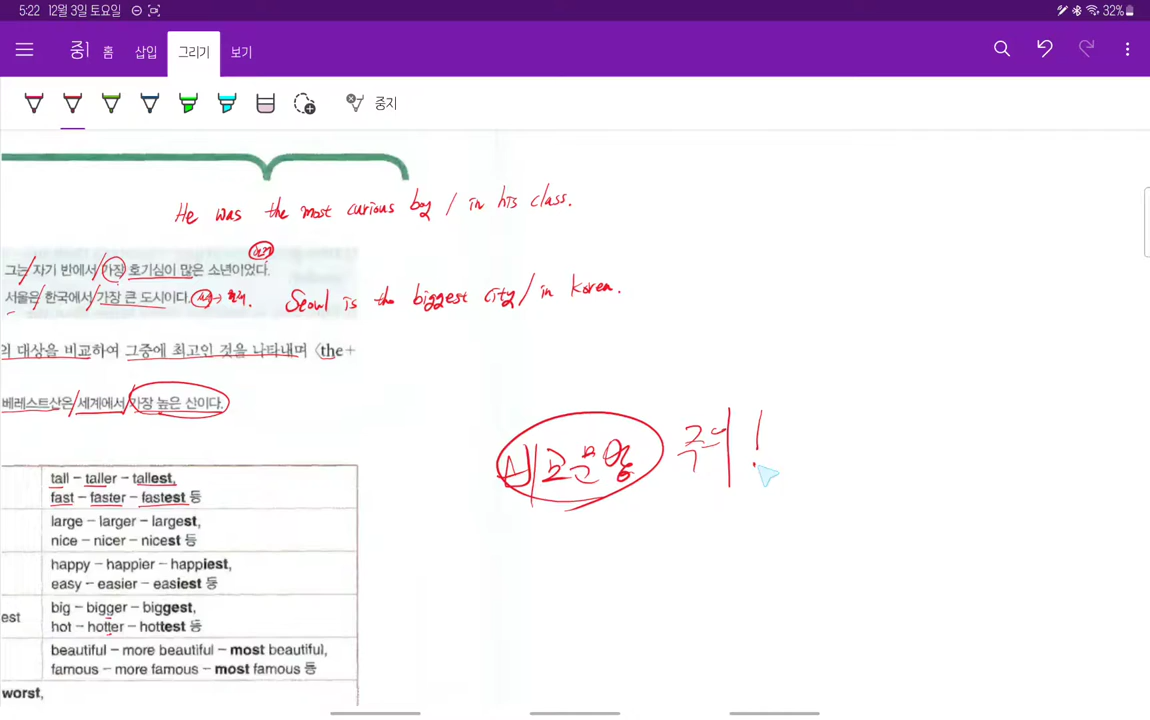 5:22 12월 3일 토요일 32%
중1 홈 삽입 그리기 보기
중지
He was the most curious boy / in his class.
그는/자기 반에서/가장 호기심이 많은 소년이었다.
서울은/한국에서/가장 큰 도시이다. Seoul is the biggest city/in Korea.
의 대상을 비교하여 그중에 최고인 것을 나타내며 〈the+
베레스트산은/세계에서/가장 높은 산이다.
비교문장 주어!
tall – taller – tallest,
fast – faster – fastest 등
large – larger – largest,
nice – nicer – nicest 등
happy – happier – happiest,
easy – easier – easiest 등
big – bigger – biggest,
est
hot – hotter – hottest 등
beautiful – more beautiful – most beautiful,
famous – more famous – most famous 등
worst,